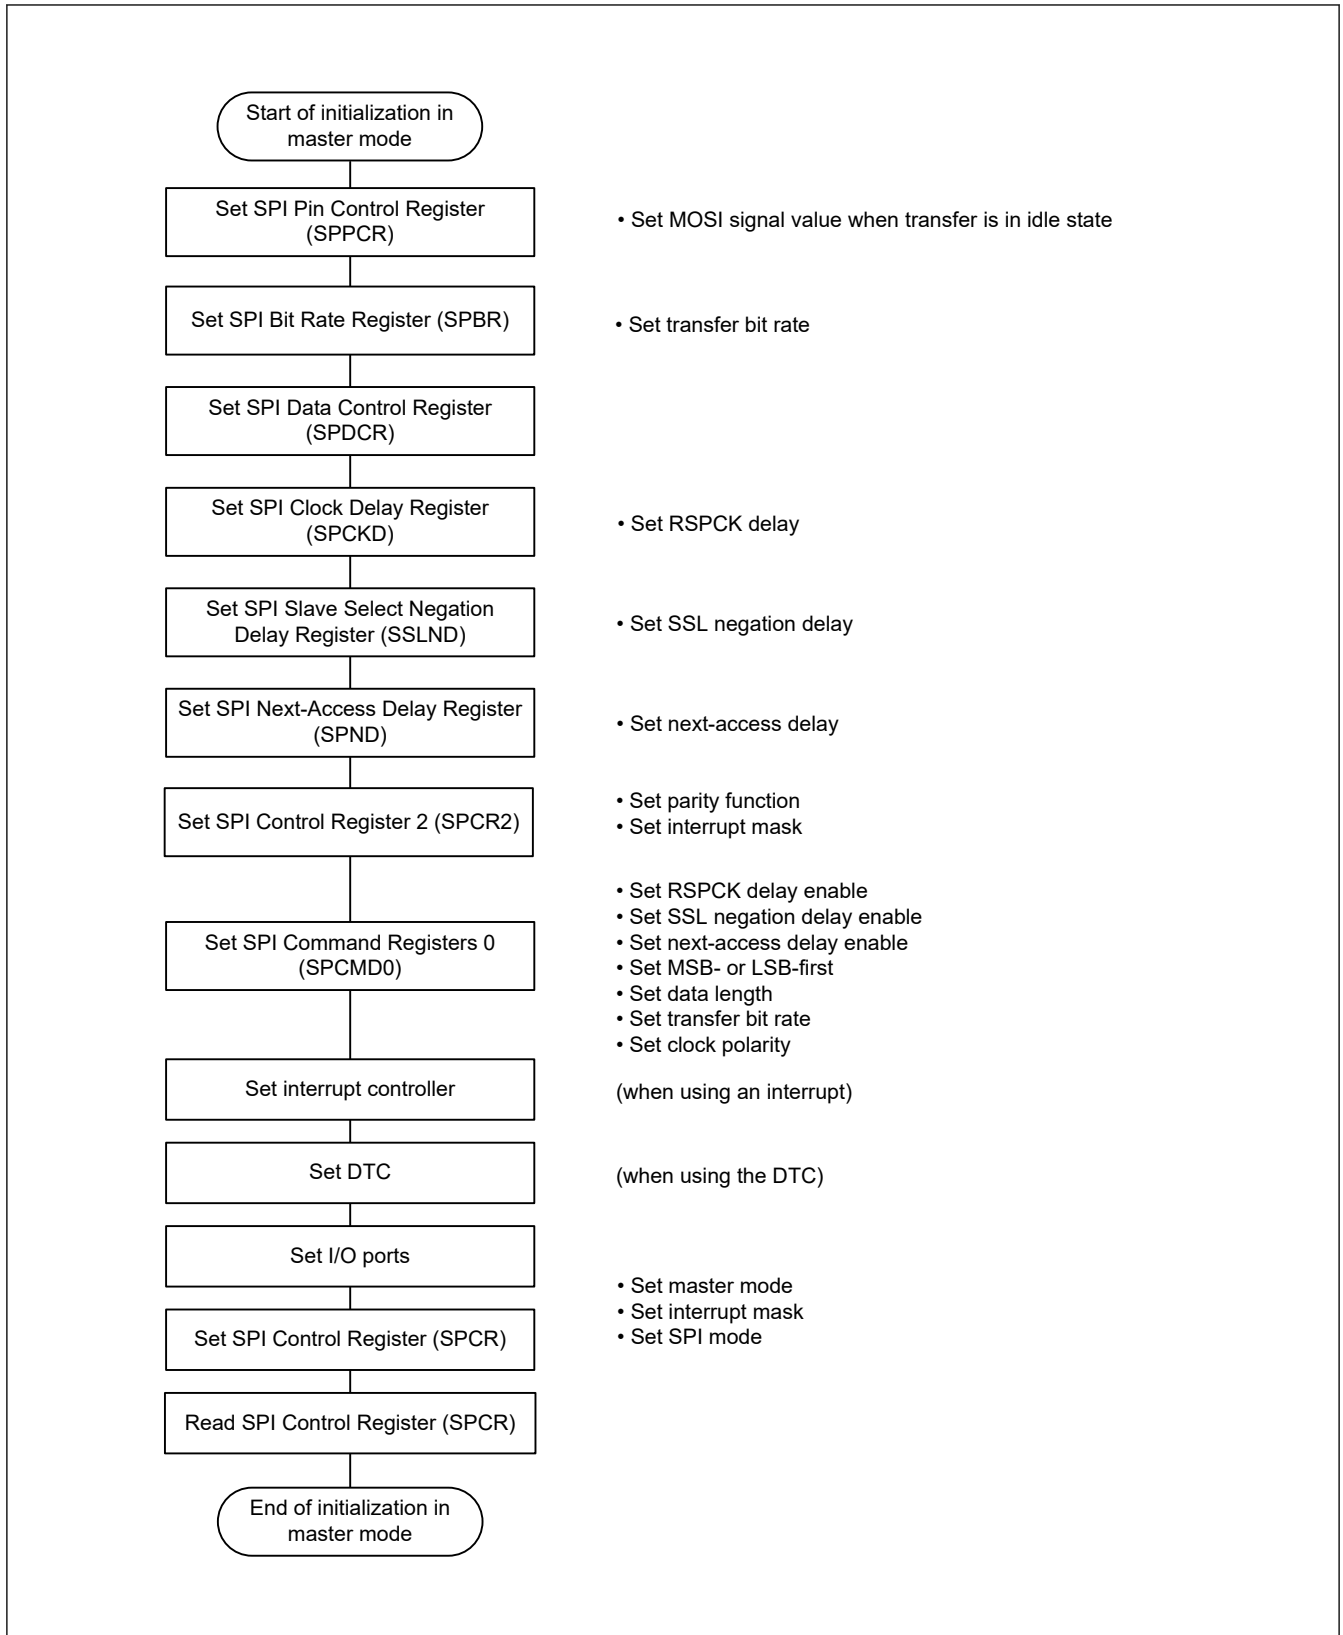 Start of initialization in
master mode
Set SPI Pin Control Register
(SPPCR)
• Set MOSI signal value when transfer is in idle state
Set SPI Bit Rate Register (SPBR)
• Set transfer bit rate
Set SPI Data Control Register
(SPDCR)
Set SPI Clock Delay Register
(SPCKD)
• Set RSPCK delay
Set SPI Slave Select Negation
Delay Register (SSLND)
• Set SSL negation delay
Set SPI Next-Access Delay Register
(SPND)
• Set next-access delay
Set SPI Control Register 2 (SPCR2)
• Set parity function
• Set interrupt mask
Set SPI Command Registers 0
(SPCMD0)
• Set RSPCK delay enable
• Set SSL negation delay enable
• Set next-access delay enable
• Set MSB- or LSB-first
• Set data length
• Set transfer bit rate
• Set clock polarity
Set interrupt controller
(when using an interrupt)
Set DTC
(when using the DTC)
Set I/O ports
Set SPI Control Register (SPCR)
• Set master mode
• Set interrupt mask
• Set SPI mode
Read SPI Control Register (SPCR)
End of initialization in
master mode